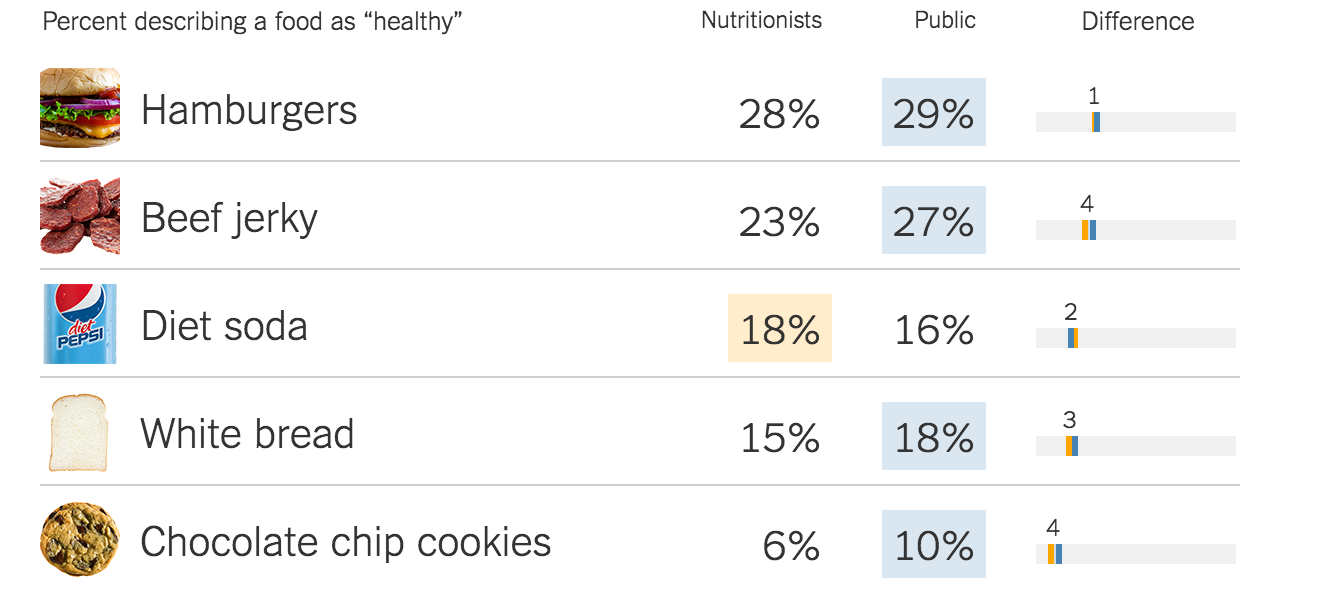 Percent describing a food as “healthy” Nutritionists Public Difference
Hamburgers 28% 29% 1
Beef jerky 23% 27% 4
diet
PEPSI
Diet soda 18% 16% 2
White bread 15% 18% 3
Chocolate chip cookies 6% 10% 4